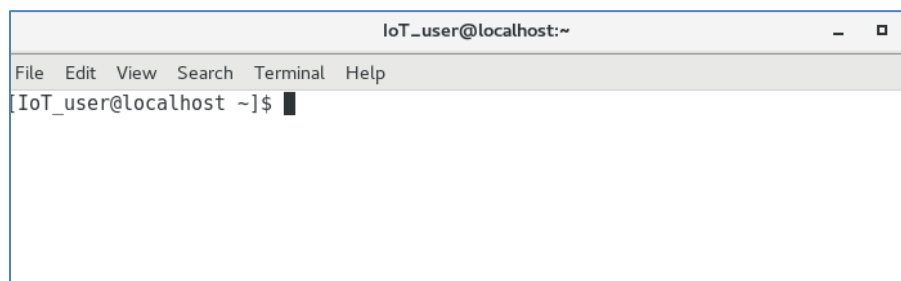 IoT_user@localhost:~
File Edit View Search Terminal Help
[IoT_user@localhost ~]$